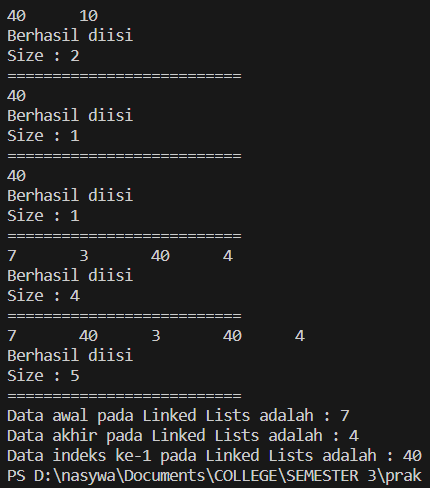 40 10
Berhasil diisi
Size : 2
==========================
40
Berhasil diisi
Size : 1
==========================
40
Berhasil diisi
Size : 1
==========================
7 3 40 4
Berhasil diisi
Size : 4
==========================
7 40 3 40 4
Berhasil diisi
Size : 5
==========================
Data awal pada Linked Lists adalah : 7
Data akhir pada Linked Lists adalah : 4
Data indeks ke-1 pada Linked Lists adalah : 40
PS D:\nasywa\Documents\COLLEGE\SEMESTER 3\prak